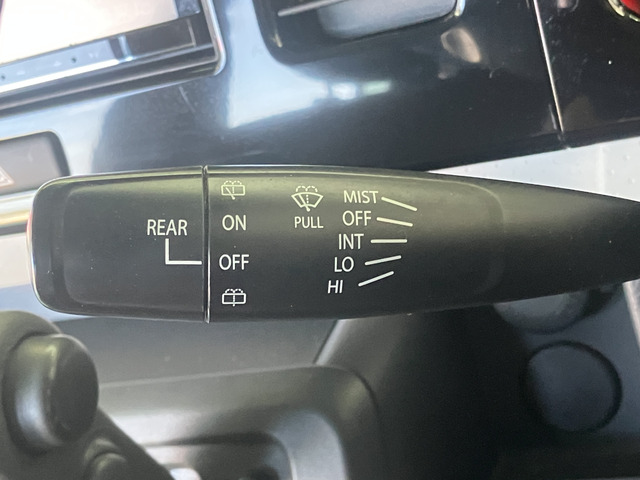 REAR
ON
OFF
PULL
MIST
OFF
INT
LO
HI